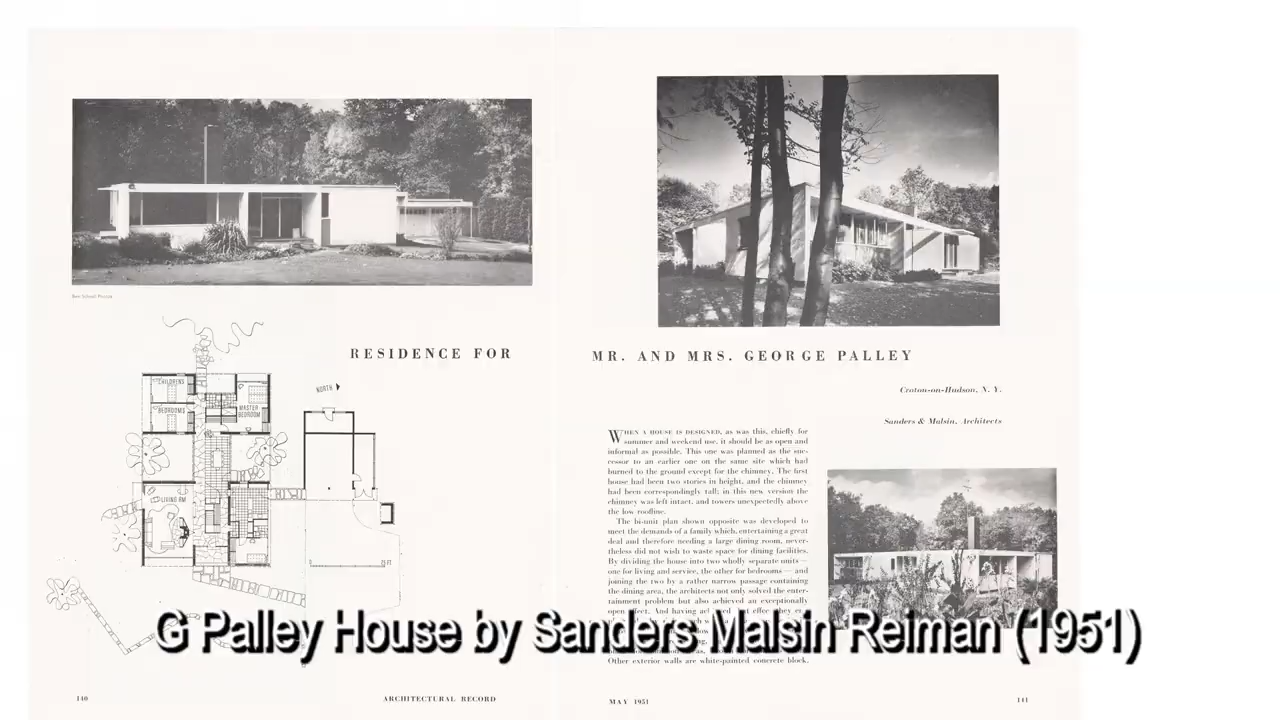 Ben Schnall Photos
RESIDENCE FOR
MR. AND MRS. GEORGE PALLEY
Croton-on-Hudson, N. Y.
Sanders & Malsin, Architects
NORTH
CHILDRENS
BEDROOMS
MASTER
BEDROOM
LIVING RM
0 25 FT.
WHEN A HOUSE IS DESIGNED, as was this, chiefly for
summer and weekend use, it should be as open and
informal as possible. This one was planned as the suc-
cessor to an earlier one on the same site which had
burned to the ground except for the chimney. The first
house had been two stories in height, and the chimney
had been correspondingly tall; in this new version the
chimney was left intact, and towers unexpectedly above
the low roofline.
The bi-nuit plan shown opposite was developed to
meet the demands of a family which, entertaining a great
deal and therefore needing a large dining room, never-
theless did not wish to waste space for dining facilities.
By dividing the house into two wholly separate units —
one for living and service, the other for bedrooms — and
joining the two by a rather narrow passage containing
the dining area, the architects not only solved the enter-
tainment problem but also achieved an exceptionally
open effect. And having
Other exterior walls are white-painted concrete block.
G Palley House by Sanders Malsin Reiman (1951)
140
ARCHITECTURAL RECORD
MAY 1951
141